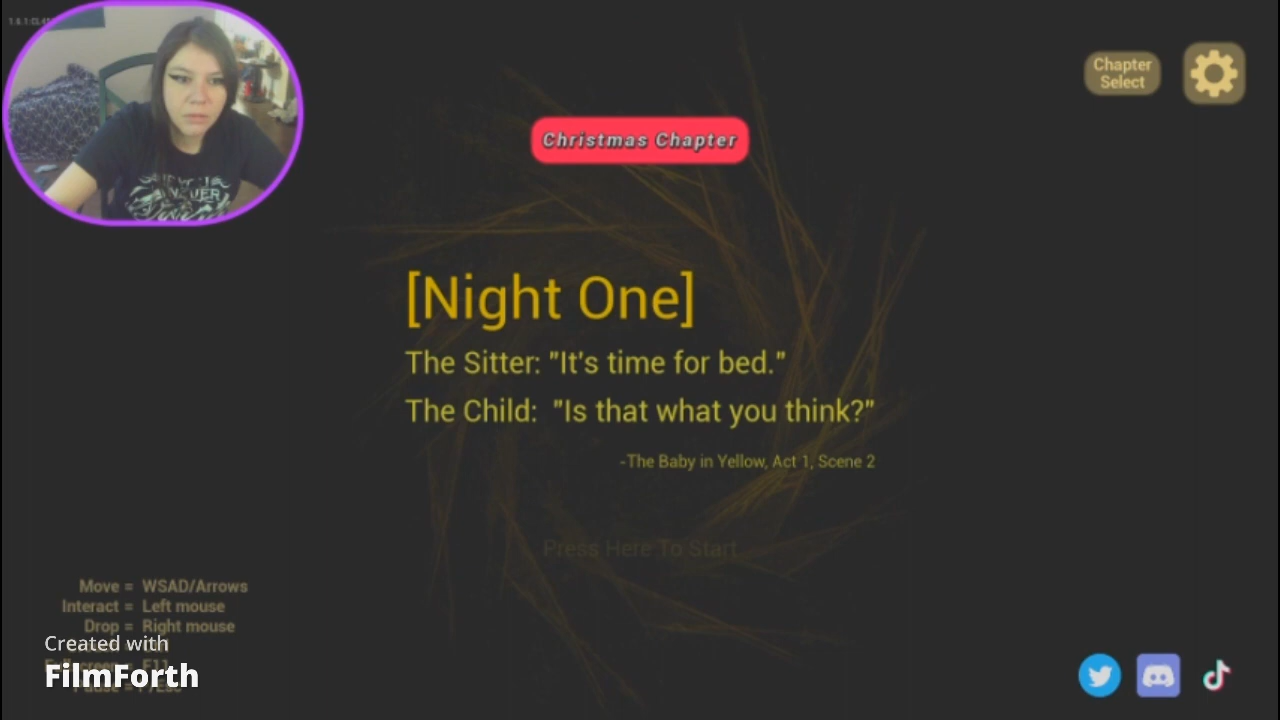 Chapter
Select
Christmas Chapter
[Night One]
The Sitter: "It's time for bed."
The Child: "Is that what you think?"
-The Baby in Yellow, Act 1, Scene 2
Press Here To Start
Move = WSAD/Arrows
Interact = Left mouse
Drop = Right mouse
Created with
FilmForth